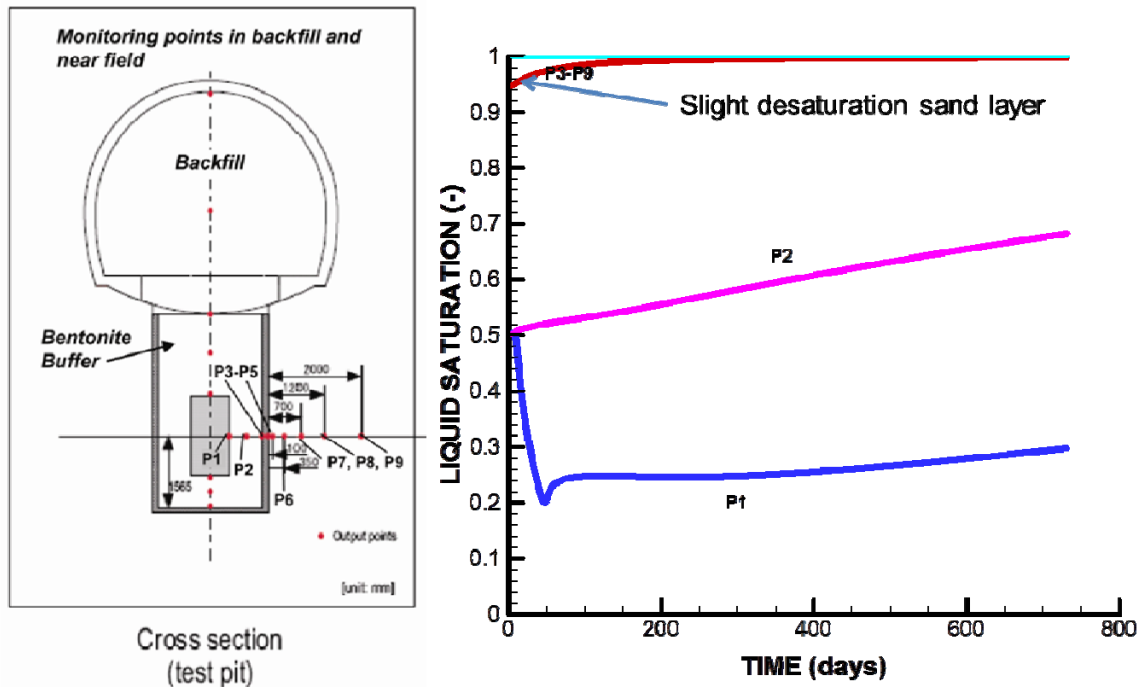 Monitoring points in backfill and
near field
Backfill
Bentonite
Buffer
P3-P5
2000
1200
700
P1
P2
100
350
P7, P8, P9
P6
1565
Output points
[unit: mm]
Cross section
(test pit)
1
P3-P9
Slight desaturation sand layer
0.9
0.8
0.7
P2
0.6
0.5
0.4
0.3
P1
0.2
0.1
0
LIQUID SATURATION (-)
0
200
400
600
800
TIME (days)